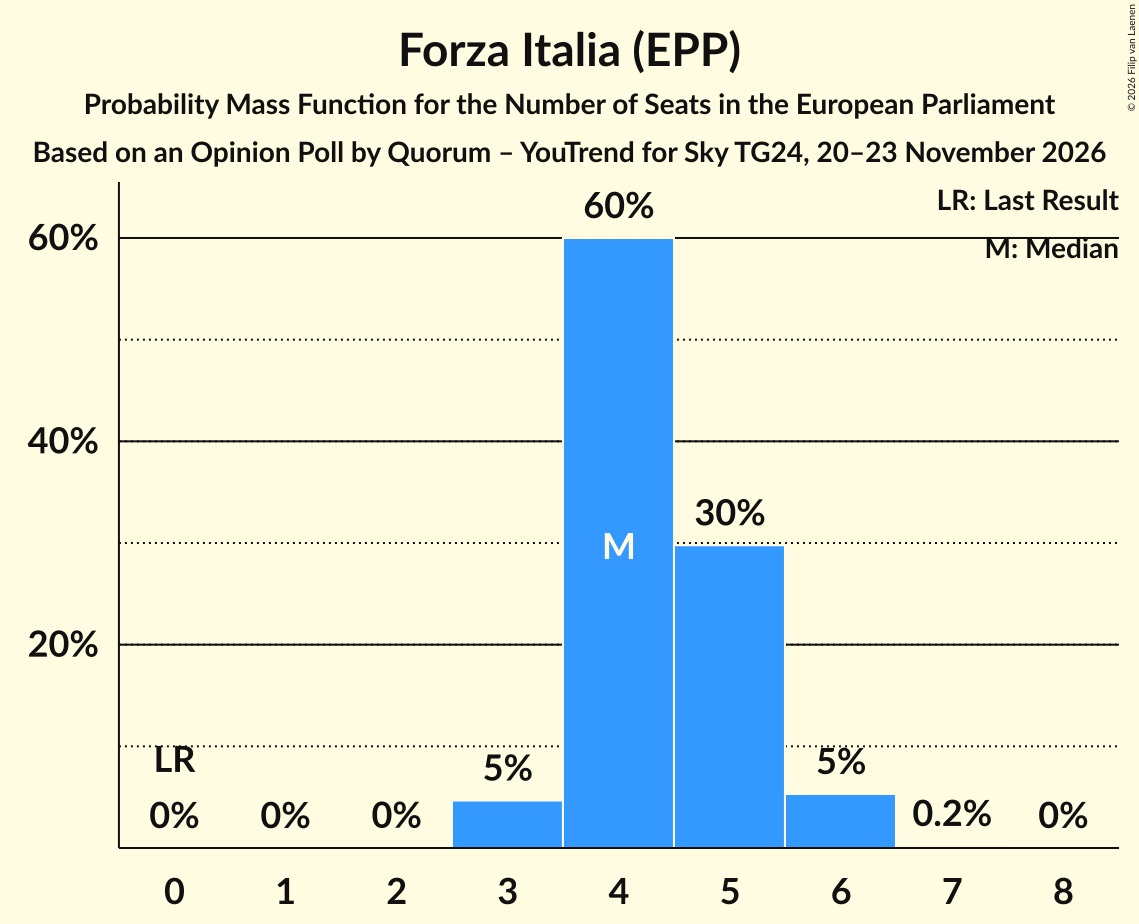 Forza Italia (EPP)
Probability Mass Function for the Number of Seats in the European Parliament
Based on an Opinion Poll by Quorum – YouTrend for Sky TG24, 20–23 November 2026
© 2026 Filip van Laenen
LR: Last Result
M: Median
60%
40%
20%
60%
30%
M
LR
0%
0%
0%
5%
5%
0.2%
0%
0 1 2 3 4 5 6 7 8